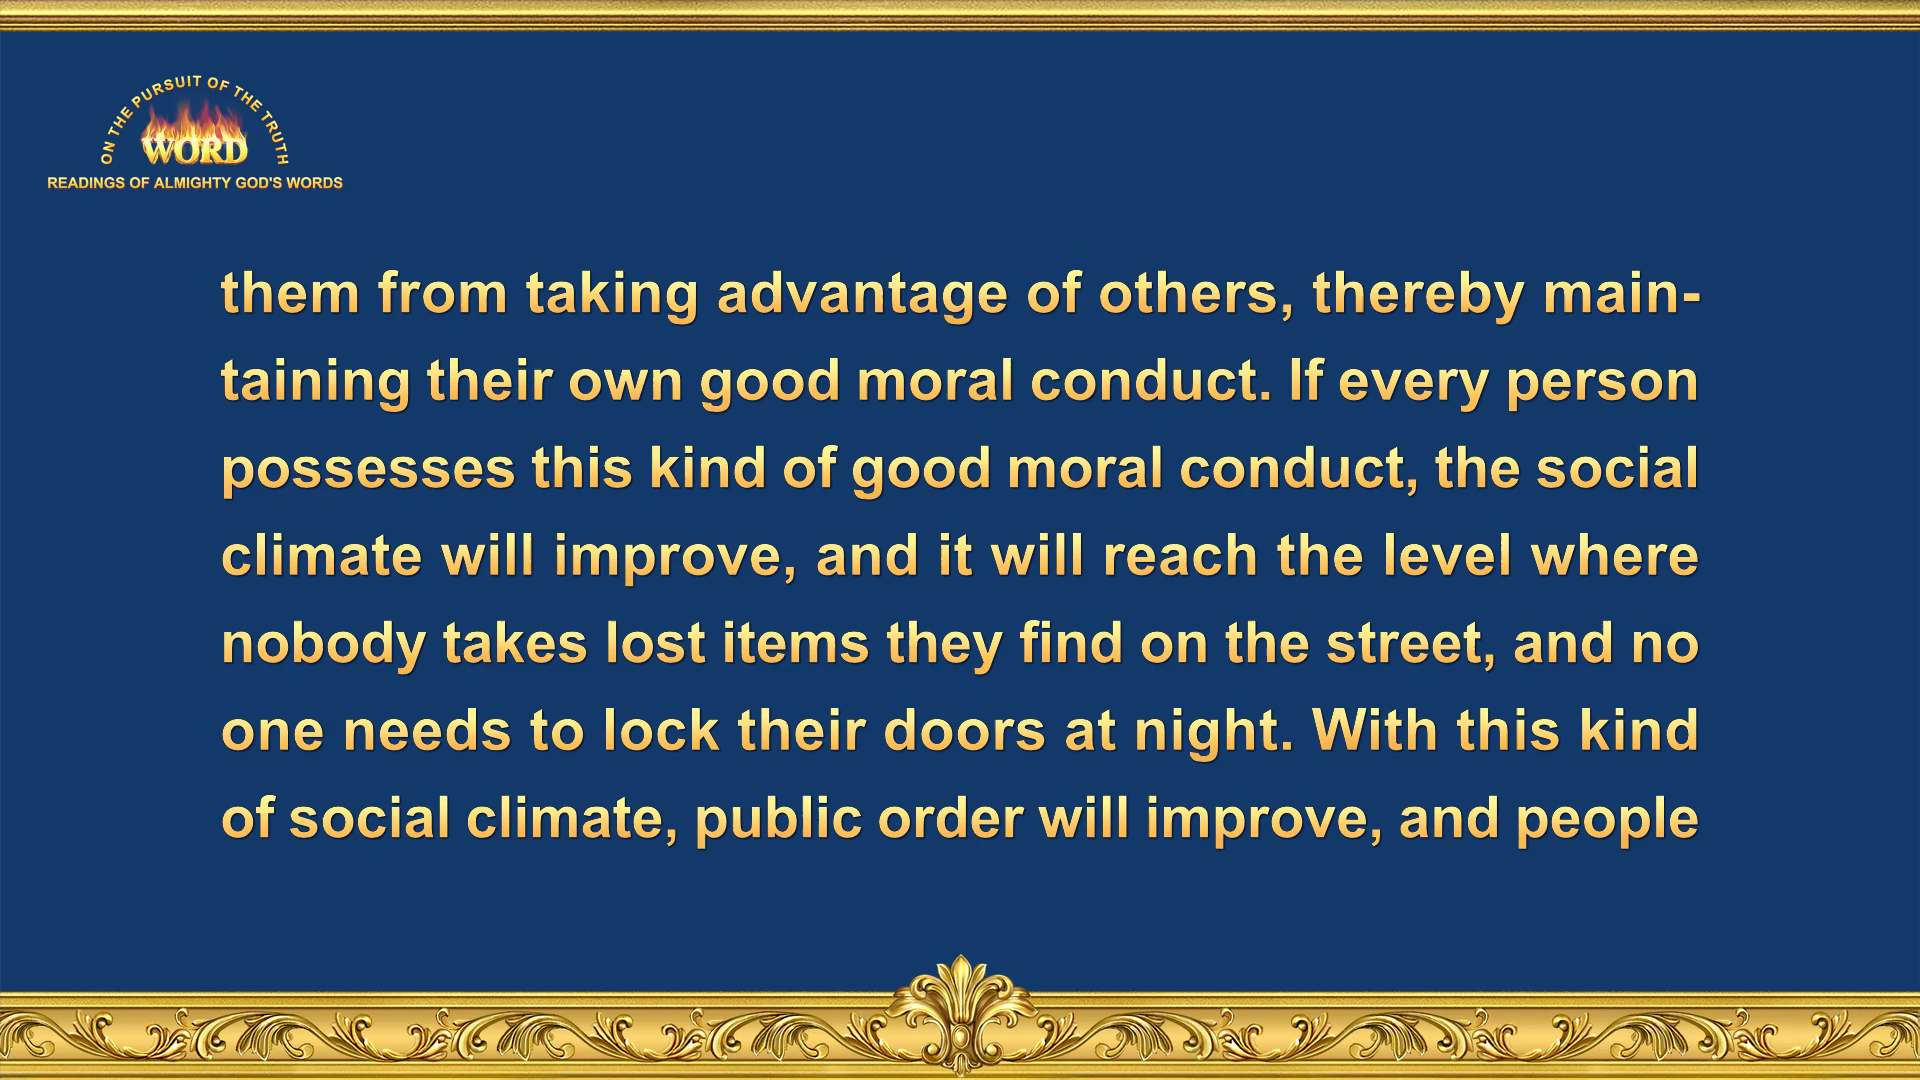 ON THE PURSUIT OF THE TRUTH
WORD
READINGS OF ALMIGHTY GOD'S WORDS
them from taking advantage of others, thereby main-
taining their own good moral conduct. If every person
possesses this kind of good moral conduct, the social
climate will improve, and it will reach the level where
nobody takes lost items they find on the street, and no
one needs to lock their doors at night. With this kind
of social climate, public order will improve, and people